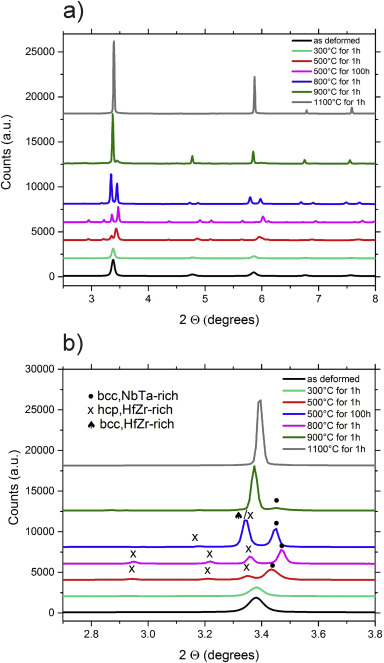 a)
as deformed
300°C for 1h
500°C for 1h
500°C for 100h
800°C for 1h
900°C for 1h
1100°C for 1h
Counts (a.u.)
25000
20000
15000
10000
5000
0
3 4 5 6 7 8
2 Θ (degrees)
b)
as deformed
300°C for 1h
500°C for 1h
500°C for 100h
800°C for 1h
900°C for 1h
1100°C for 1h
● bcc,NbTa-rich
x hcp,HfZr-rich
♠ bcc,HfZr-rich
Counts (a.u.)
30000
25000
20000
15000
10000
5000
0
♠/x ●
x
x x x ●
x x x ●
2.8 3.0 3.2 3.4 3.6 3.8
2 Θ (degrees)